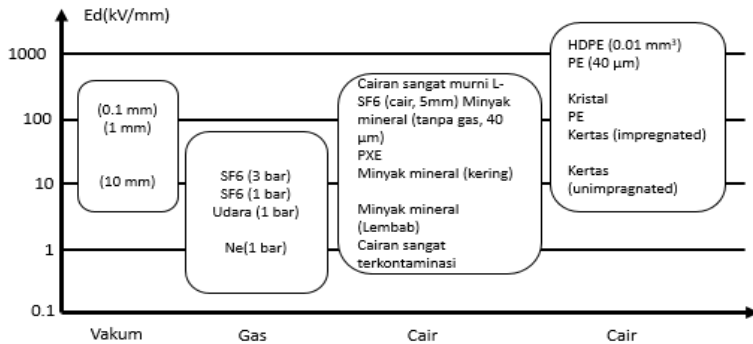 Ed(kV/mm)
1000
100
10
1
0.1
(0.1 mm)
(1 mm)
(10 mm)
SF6 (3 bar)
SF6 (1 bar)
Udara (1 bar)
Ne(1 bar)
Cairan sangat murni L-
SF6 (cair, 5mm) Minyak
mineral (tanpa gas, 40
µm)
PXE
Minyak mineral (kering)
Minyak mineral
(Lembab)
Cairan sangat
terkontaminasi
HDPE (0.01 mm³)
PE (40 µm)
Kristal
PE
Kertas (impregnated)
Kertas
(unimpragnated)
Vakum
Gas
Cair
Cair